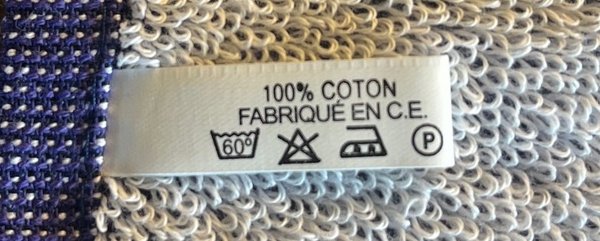 100% COTON
FABRIQUÉ EN C.E.
60° P